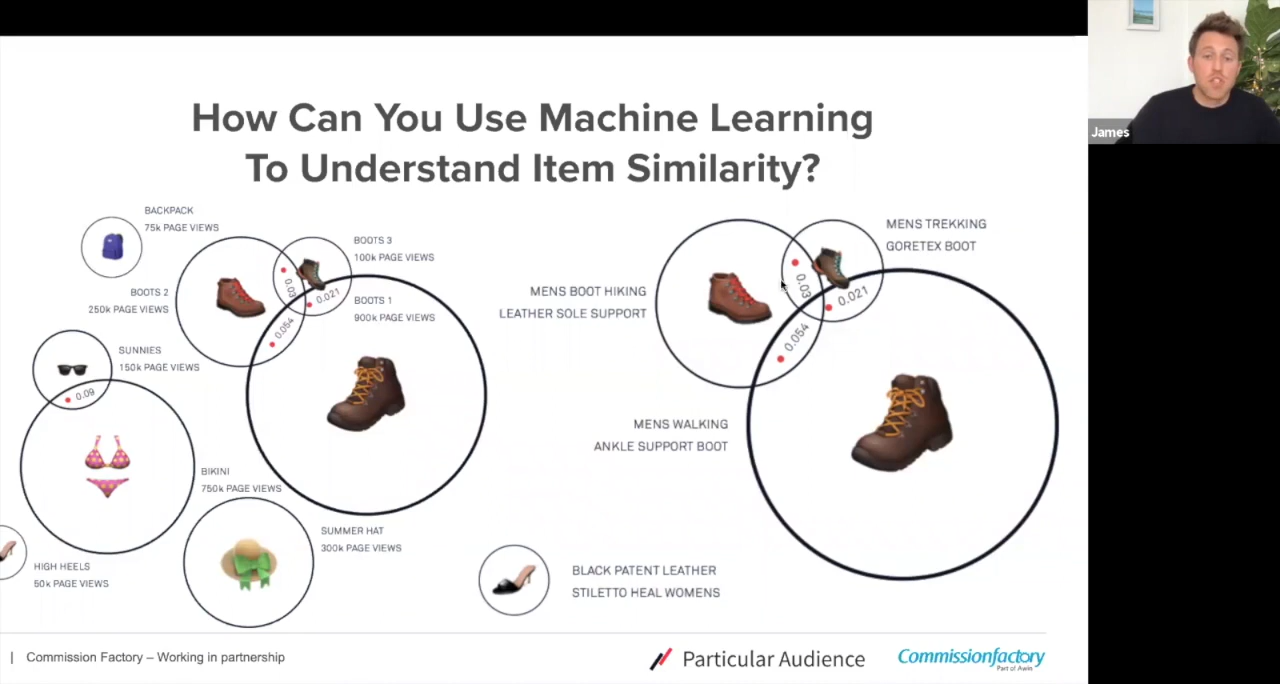 How Can You Use Machine Learning
To Understand Item Similarity?
BACKPACK
75k PAGE VIEWS
BOOTS 2
250k PAGE VIEWS
BOOTS 3
100k PAGE VIEWS
0.03
0.021
0.054
BOOTS 1
900k PAGE VIEWS
SUNNIES
150k PAGE VIEWS
0.09
BIKINI
750k PAGE VIEWS
HIGH HEELS
50k PAGE VIEWS
SUMMER HAT
300k PAGE VIEWS
MENS TREKKING
GORETEX BOOT
MENS BOOT HIKING
LEATHER SOLE SUPPORT
0.03
0.021
0.054
MENS WALKING
ANKLE SUPPORT BOOT
BLACK PATENT LEATHER
STILETTO HEAL WOMENS
| Commission Factory – Working in partnership
Particular Audience
Commissionfactory
Part of Awin
James